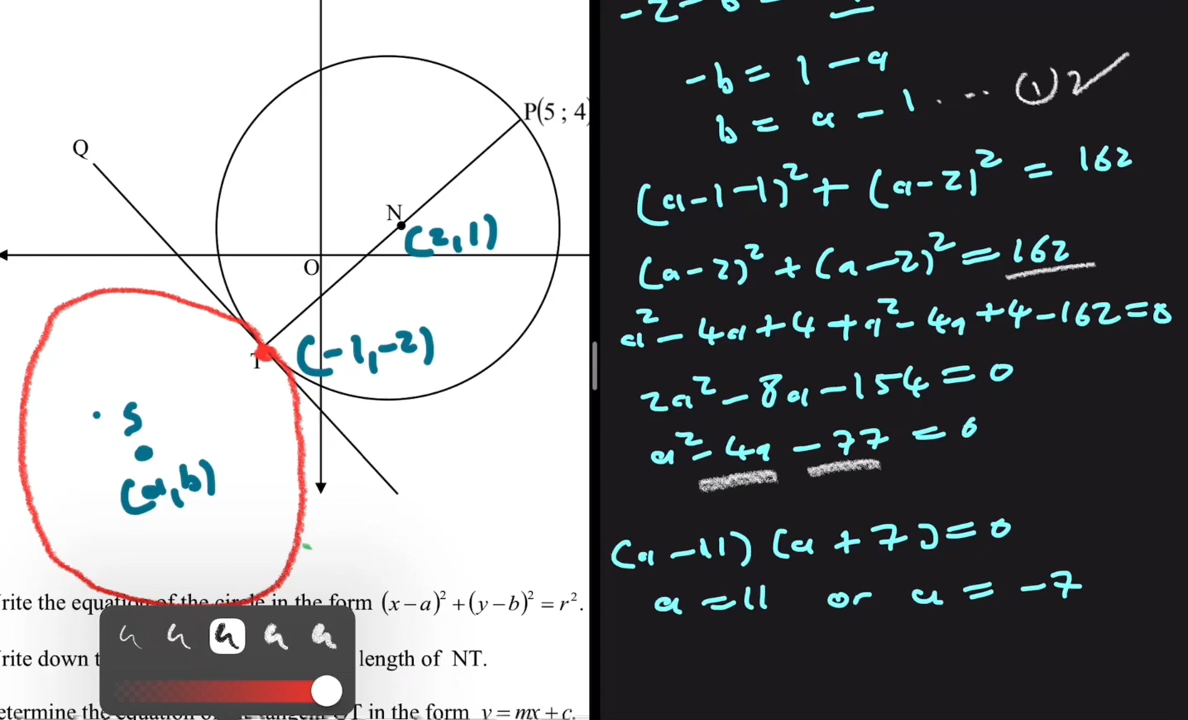 P(5 ; 4)
Q
N
(2,1)
O
T
(-1,-2)
S
(a,b)
rite the equation of the circle in the form (x-a)² + (y-b)² = r².
rite down t
length of NT.
etermine the
T in the form y = mx + c.
-b = 1 - a
b = a - 1 .... ① 2 ✓
(a-1-1)² + (a-2)² = 162
(a-2)² + (a-2)² = 162
a² - 4a + 4 + a² - 4a + 4 - 162 = 0
2a² - 8a - 154 = 0
a² - 4a - 77 = 0
(a - 11) (a + 7) = 0
a = 11 or a = -7